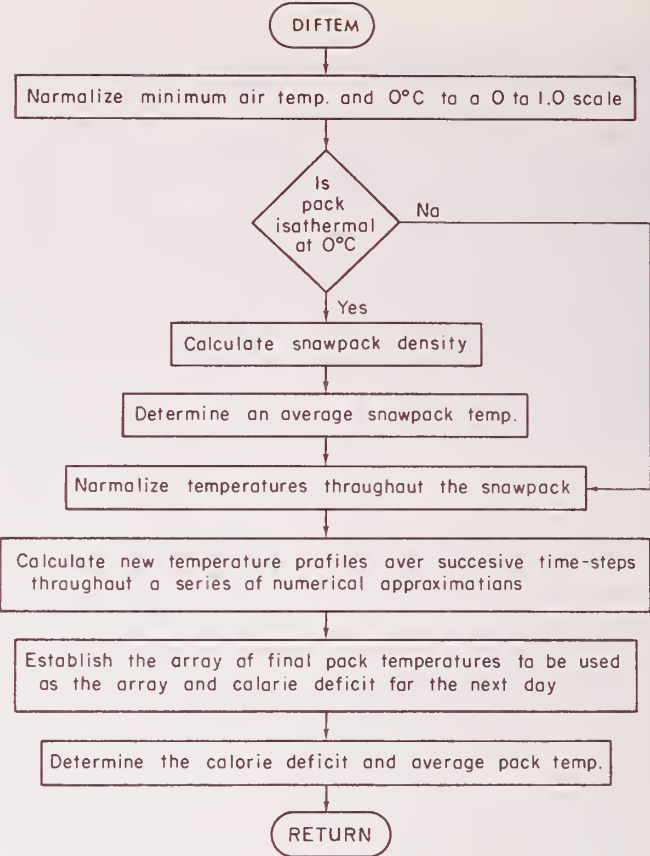 DIFTEM
Normalize minimum air temp. and 0°C to a 0 to 1.0 scale
Is
pack
isothermal
at 0°C
No
Yes
Calculate snowpack density
Determine an average snowpack temp.
Normalize temperatures throughout the snowpack
Calculate new temperature profiles over succesive time-steps
throughout a series of numerical approximations
Establish the array of final pack temperatures to be used
as the array and calorie deficit for the next day
Determine the calorie deficit and average pack temp.
RETURN